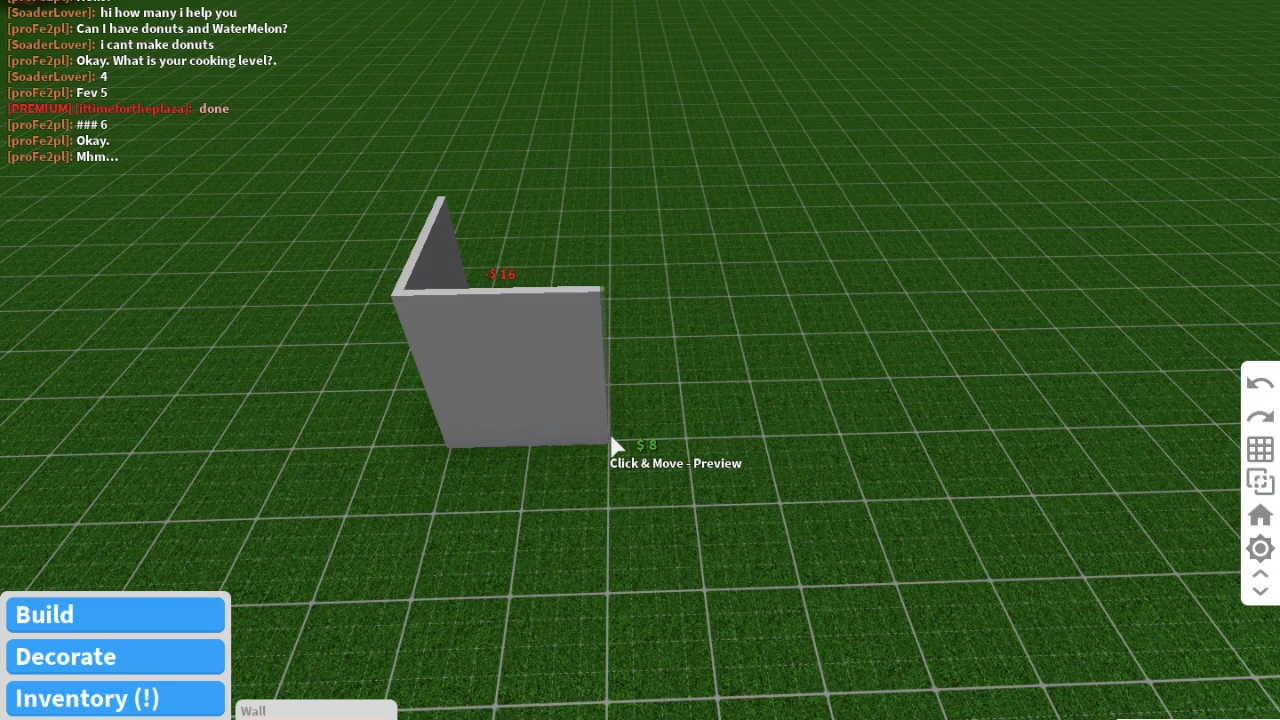 [SoaderLover]: hi how many i help you
[proFe2pl]: Can I have donuts and WaterMelon?
[SoaderLover]: i cant make donuts
[proFe2pl]: Okay. What is your cooking level?.
[SoaderLover]: 4
[proFe2pl]: Fev 5
[PREMIUM][ittimefortheplaza]: done
[proFe2pl]: ### 6
[proFe2pl]: Okay.
[proFe2pl]: Mhm...
-$16
$ 8
Click & Move - Preview
Build
Decorate
Inventory (!)
Wall